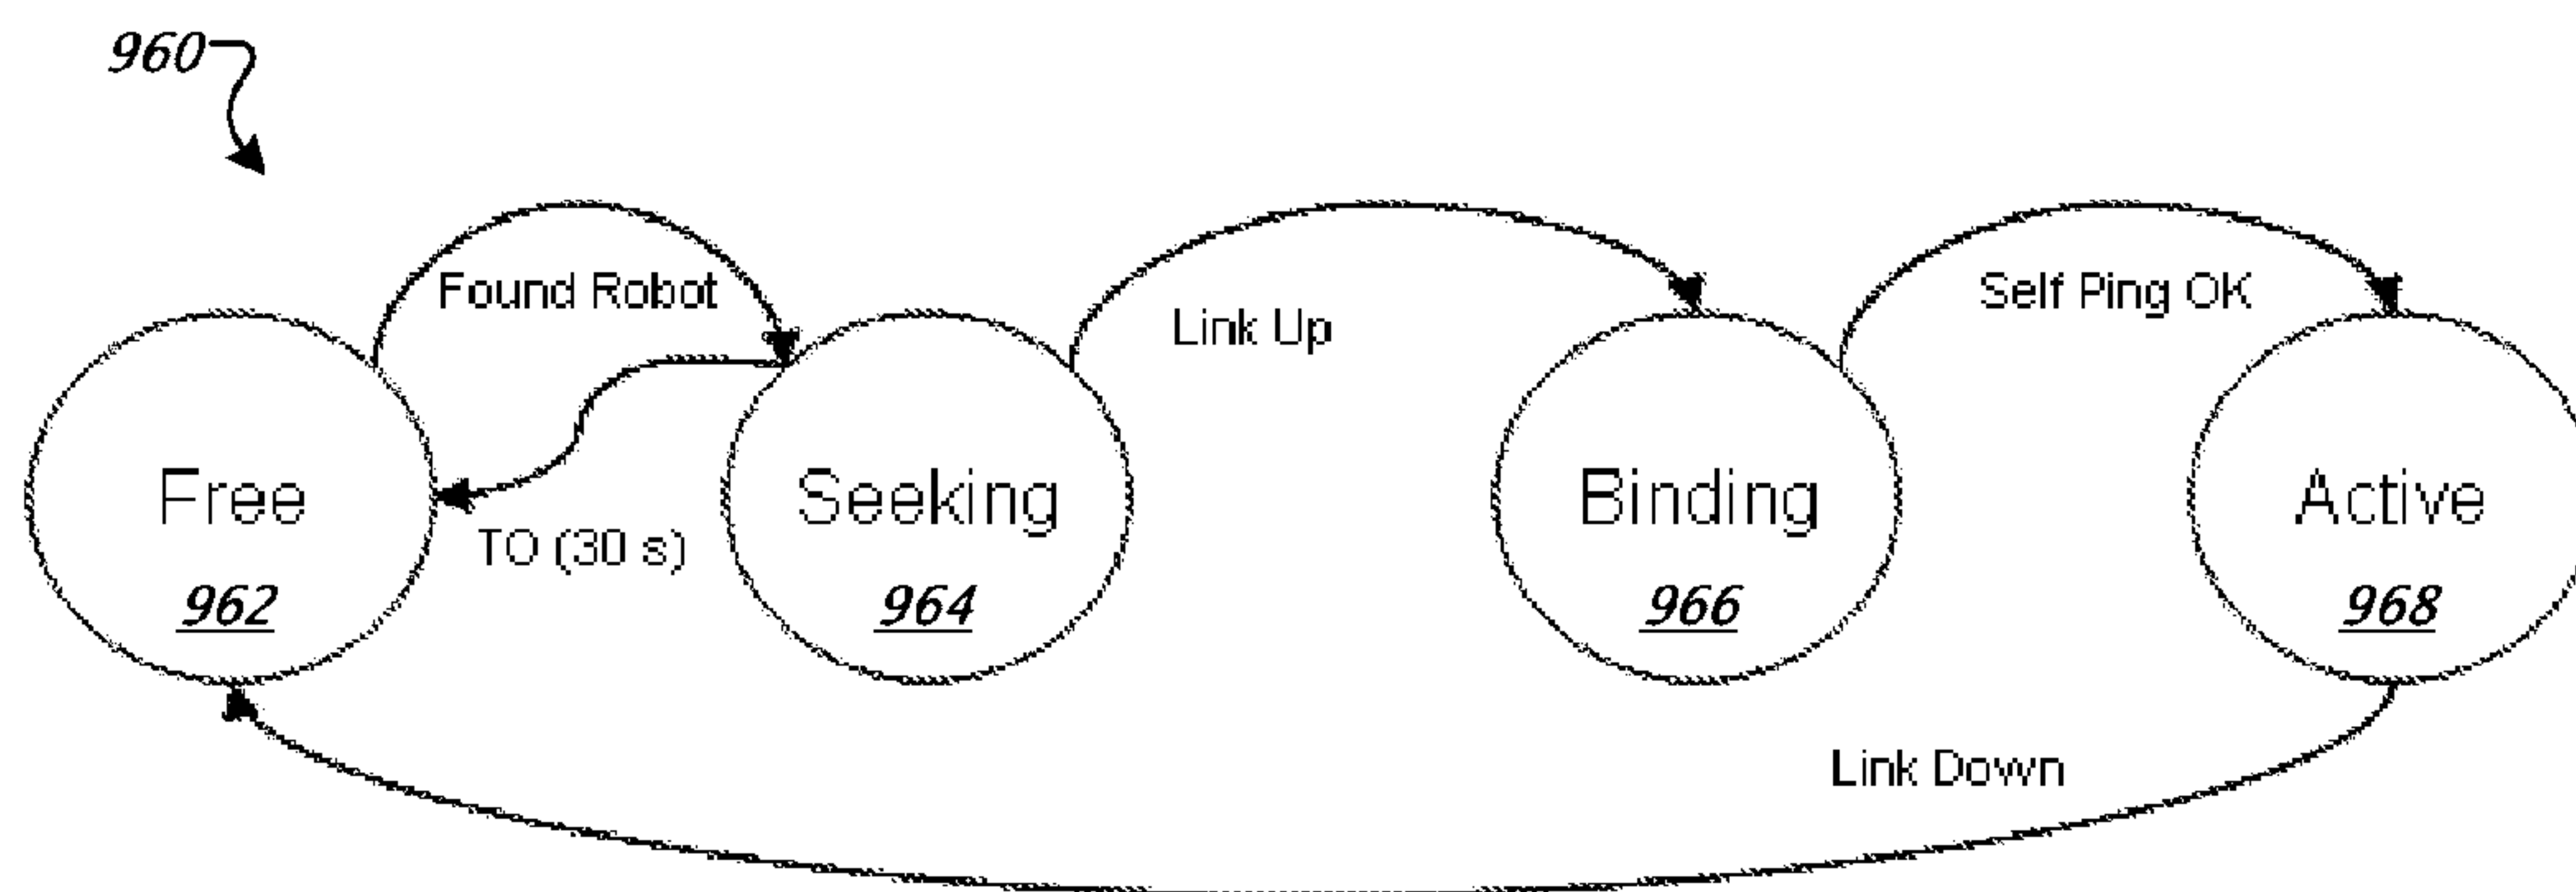 960
Found Robot
Link Up
Self Ping OK
Free
Seeking
Binding
Active
TO (30 s)
962
964
966
968
Link Down